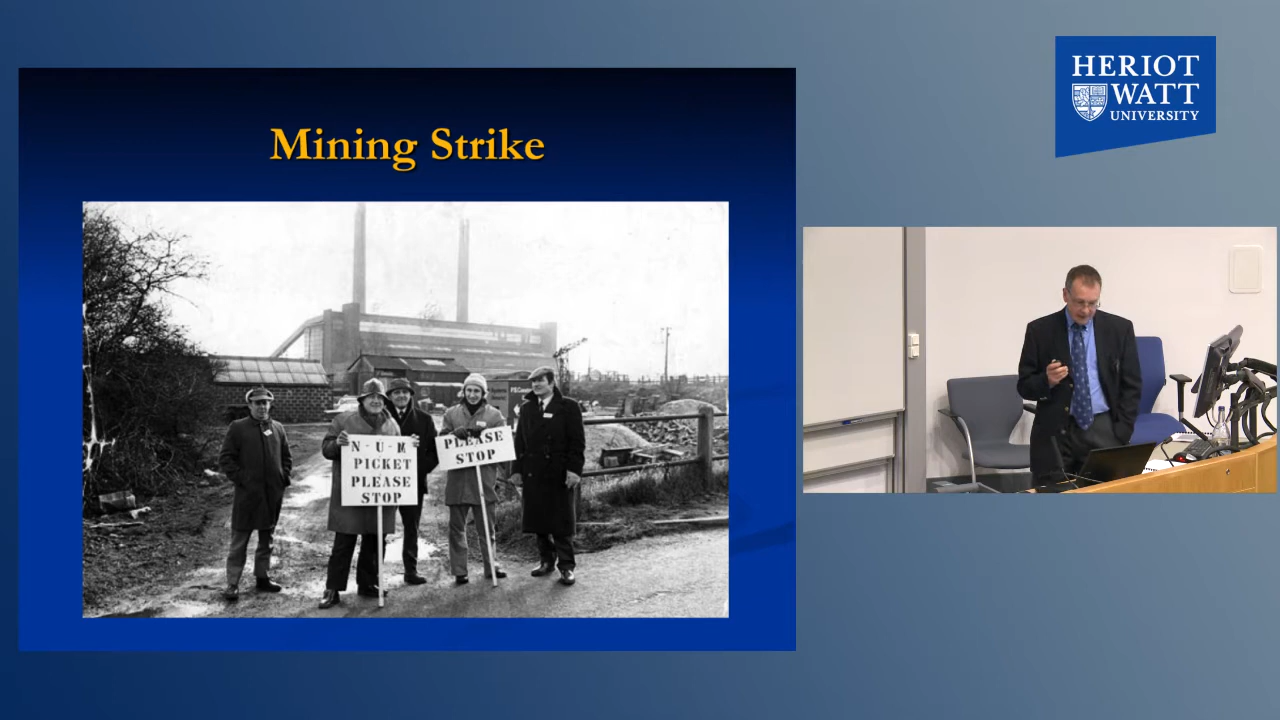 Mining Strike
N-U-M
PICKET
PLEASE
STOP
PLEASE
STOP
HERIOT
WATT
UNIVERSITY